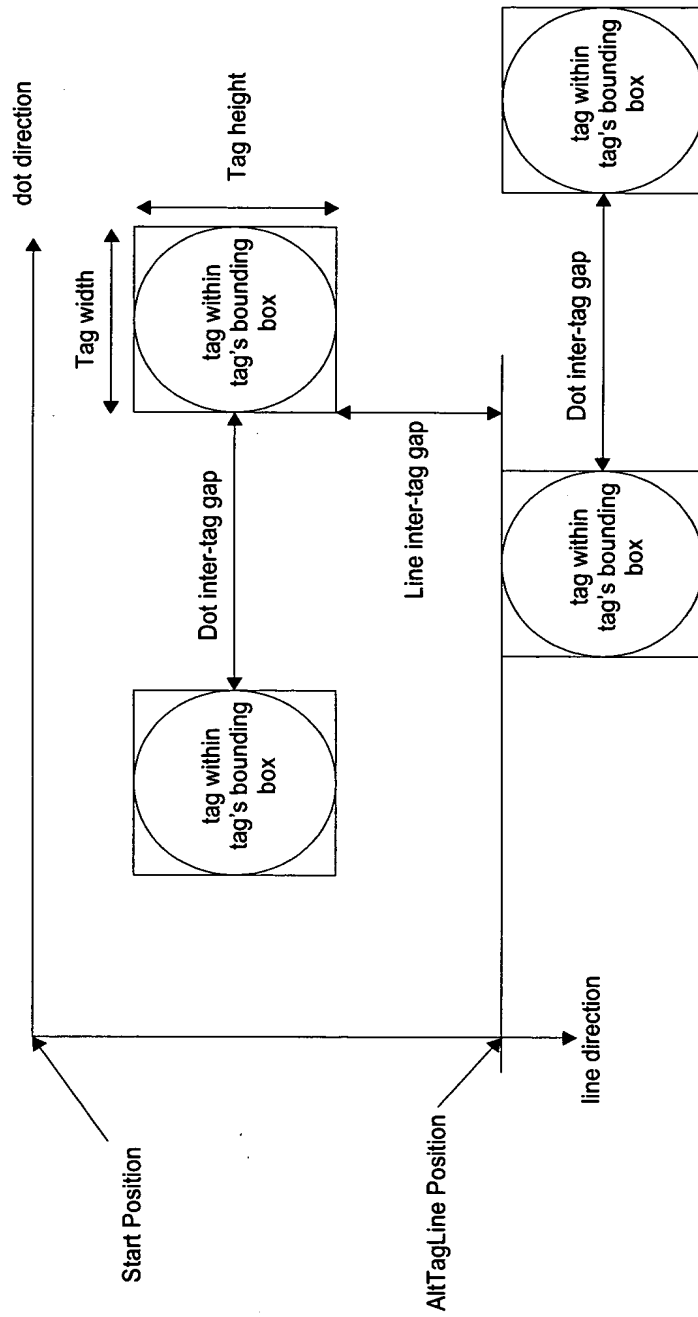 dot direction
Tag width
Tag height
tag within
tag's bounding
box
Dot inter-tag gap
tag within
tag's bounding
box
Line inter-tag gap
Start Position
AltTagLine Position
line direction
tag within
tag's bounding
box
Dot inter-tag gap
tag within
tag's bounding
box